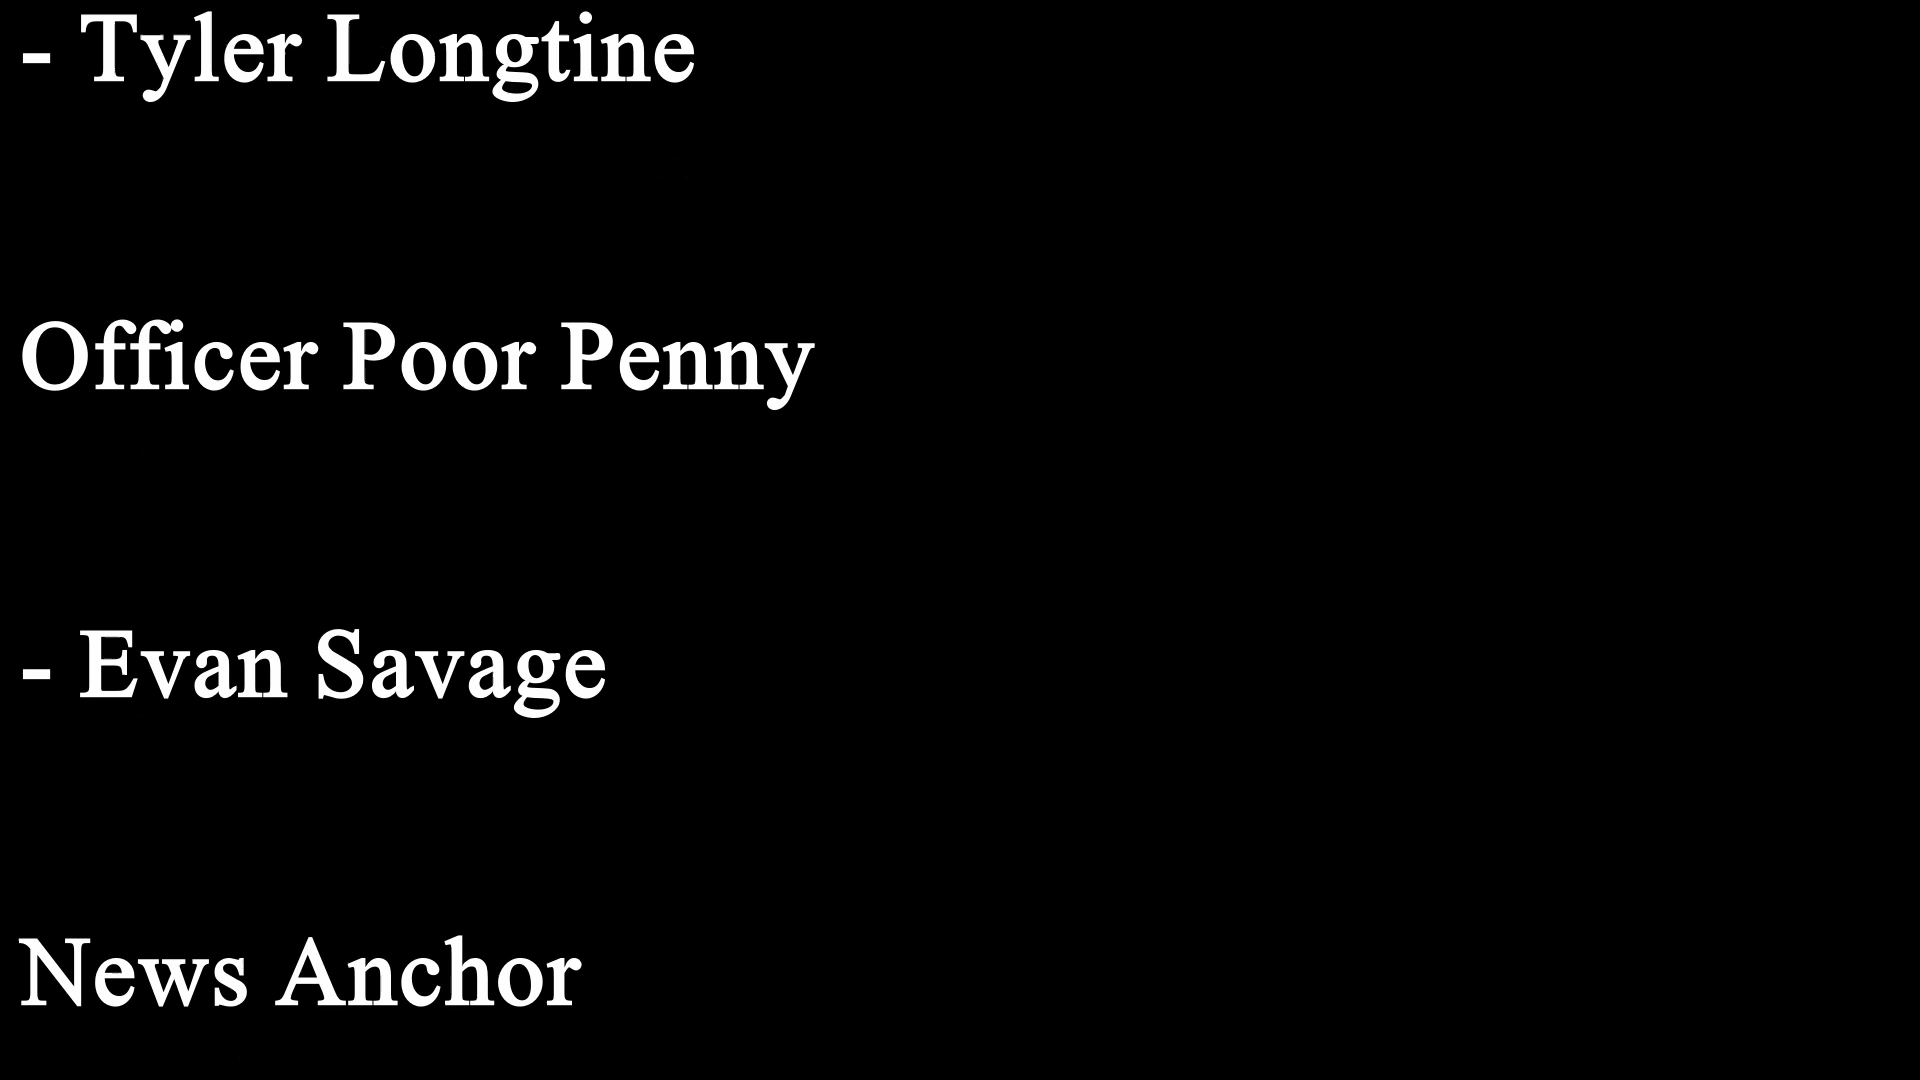 - Tyler Longtine
Officer Poor Penny
- Evan Savage
News Anchor